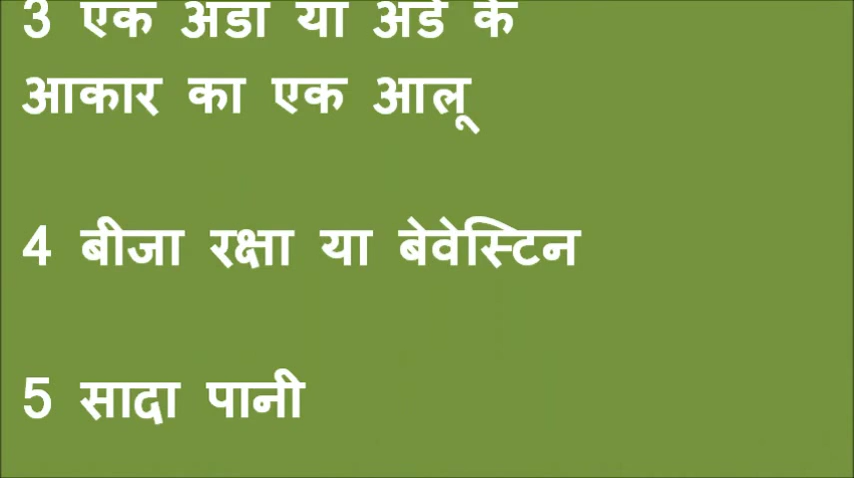 3 एक अंडा या अंडे के
आकार का एक आलू
4 बीजा रक्षा या बेवेस्टिन
5 सादा पानी